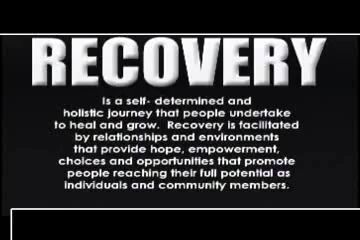 RECOVERY
Is a self- determined and
holistic journey that people undertake
to heal and grow. Recovery is facilitated
by relationships and environments
that provide hope, empowerment,
choices and opportunities that promote
people reaching their full potential as
individuals and community members.